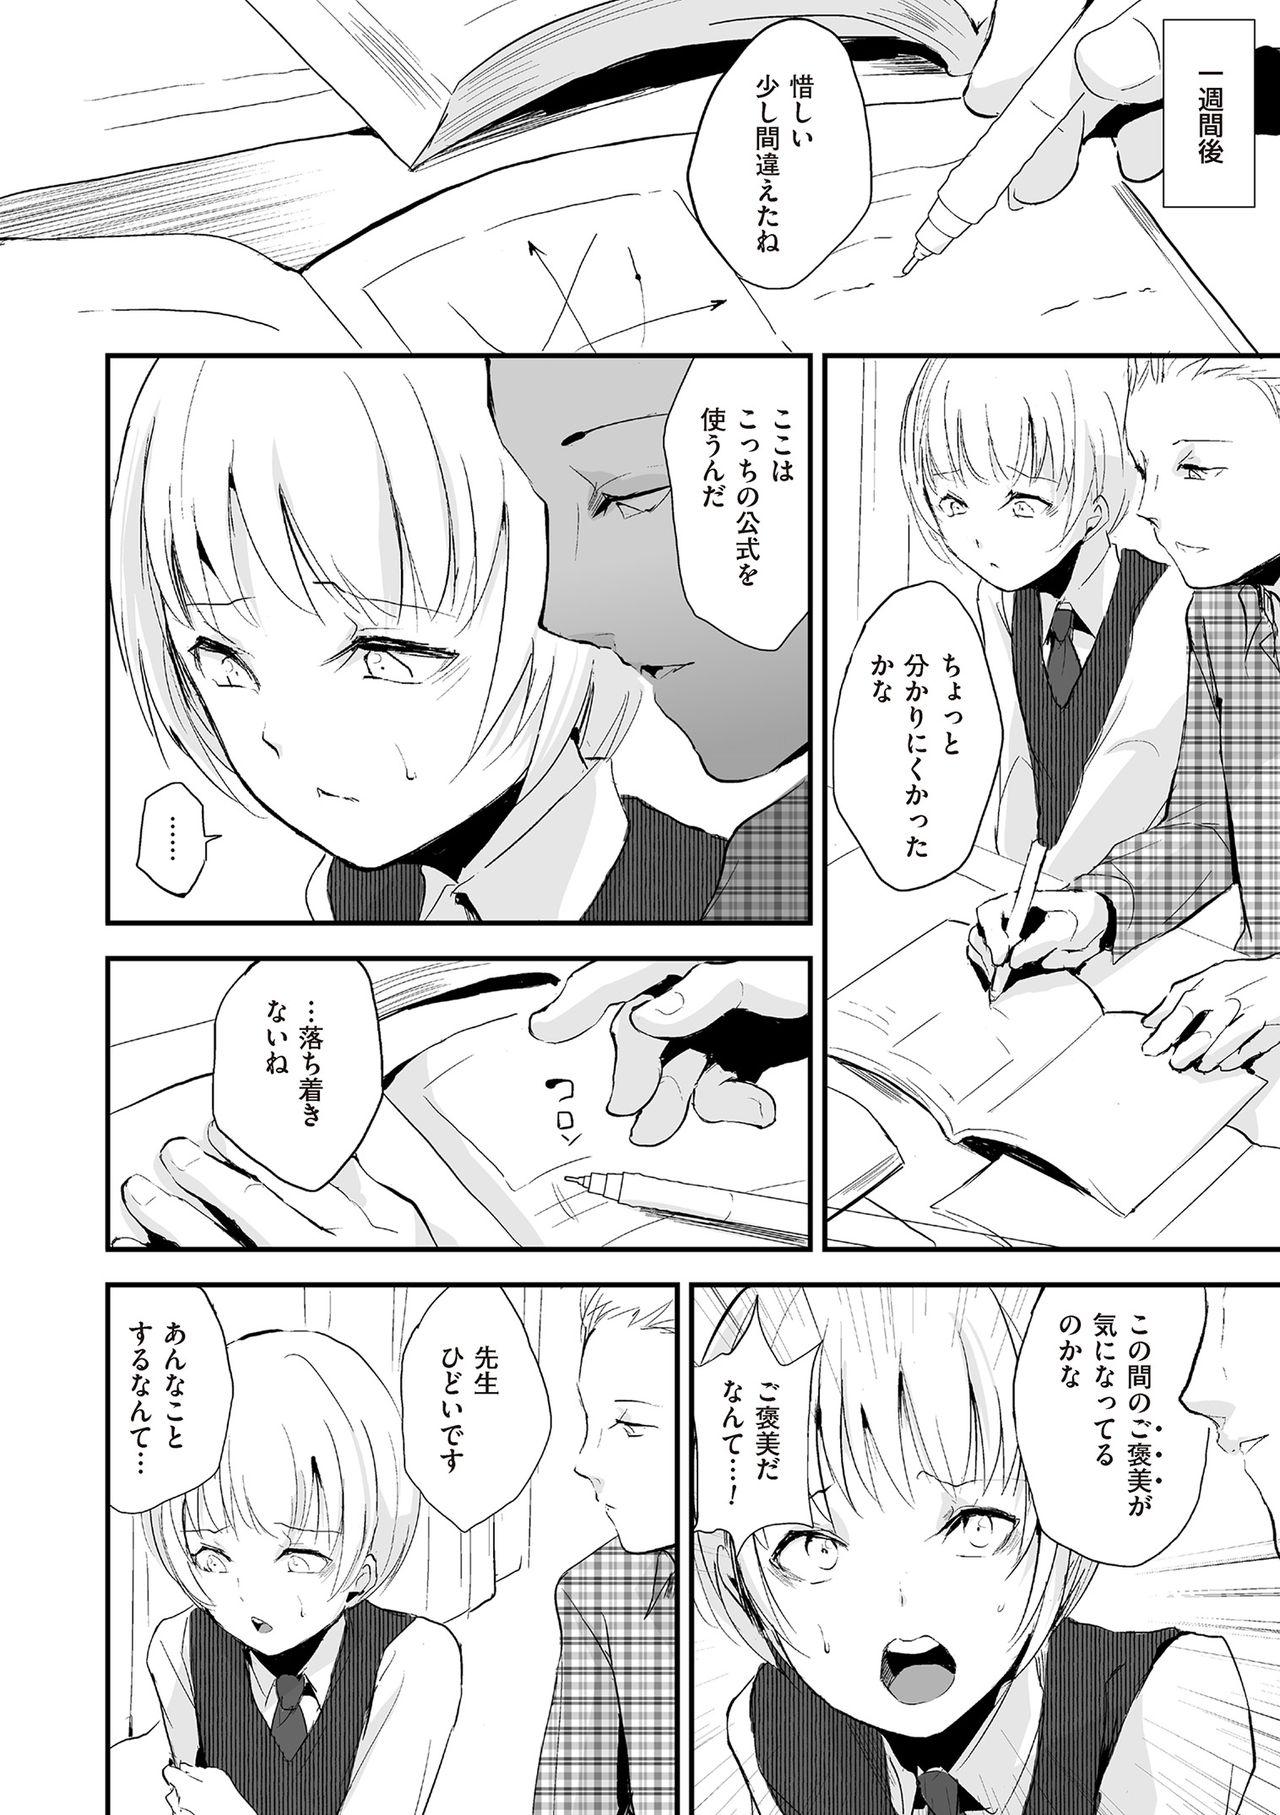 一週間後
惜しい
少し間違えたね
ちょっと
分かりにくかった
かな
ここは
こっちの公式を
使うんだ
……
…落ち着き
ないね
コロ
この間のご褒美が
気になってる
のかな
ご褒美だ
なんて…！
先生
ひどいです
あんなこと
するなんて…